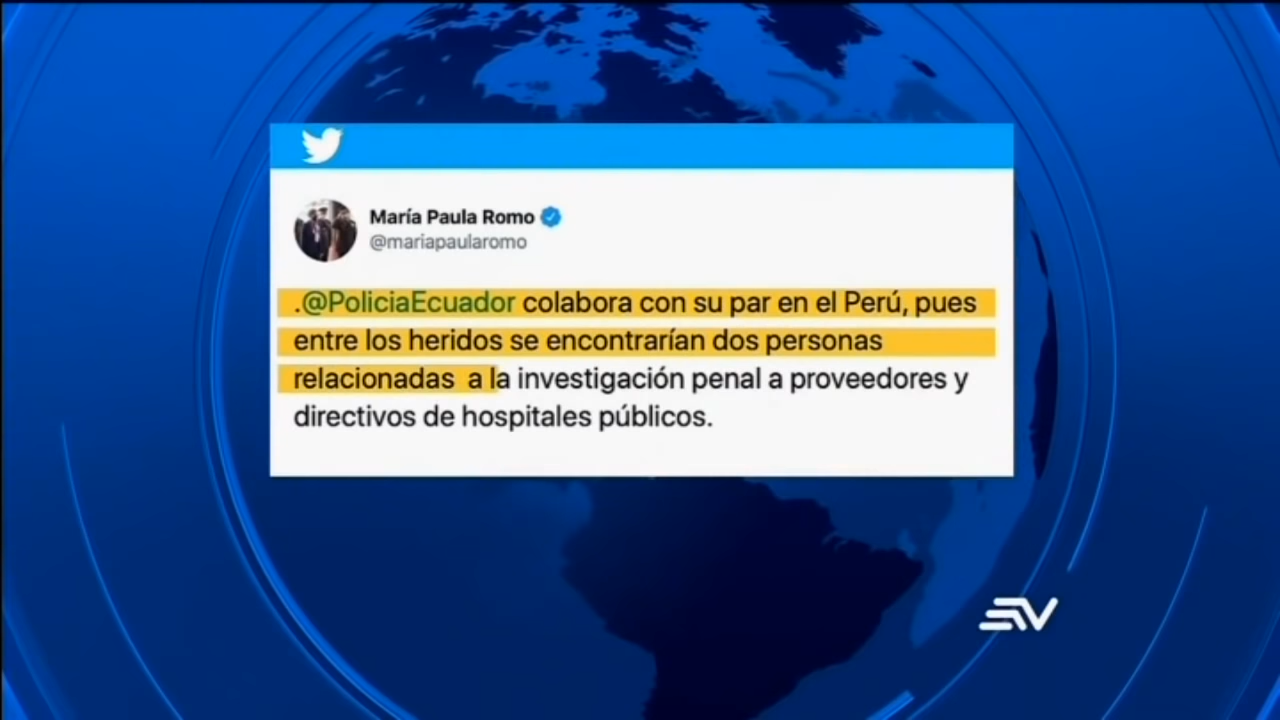 María Paula Romo
@mariapaularomo
.@PoliciaEcuador colabora con su par en el Perú, pues
entre los heridos se encontrarían dos personas
relacionadas a la investigación penal a proveedores y
directivos de hospitales públicos.
EV